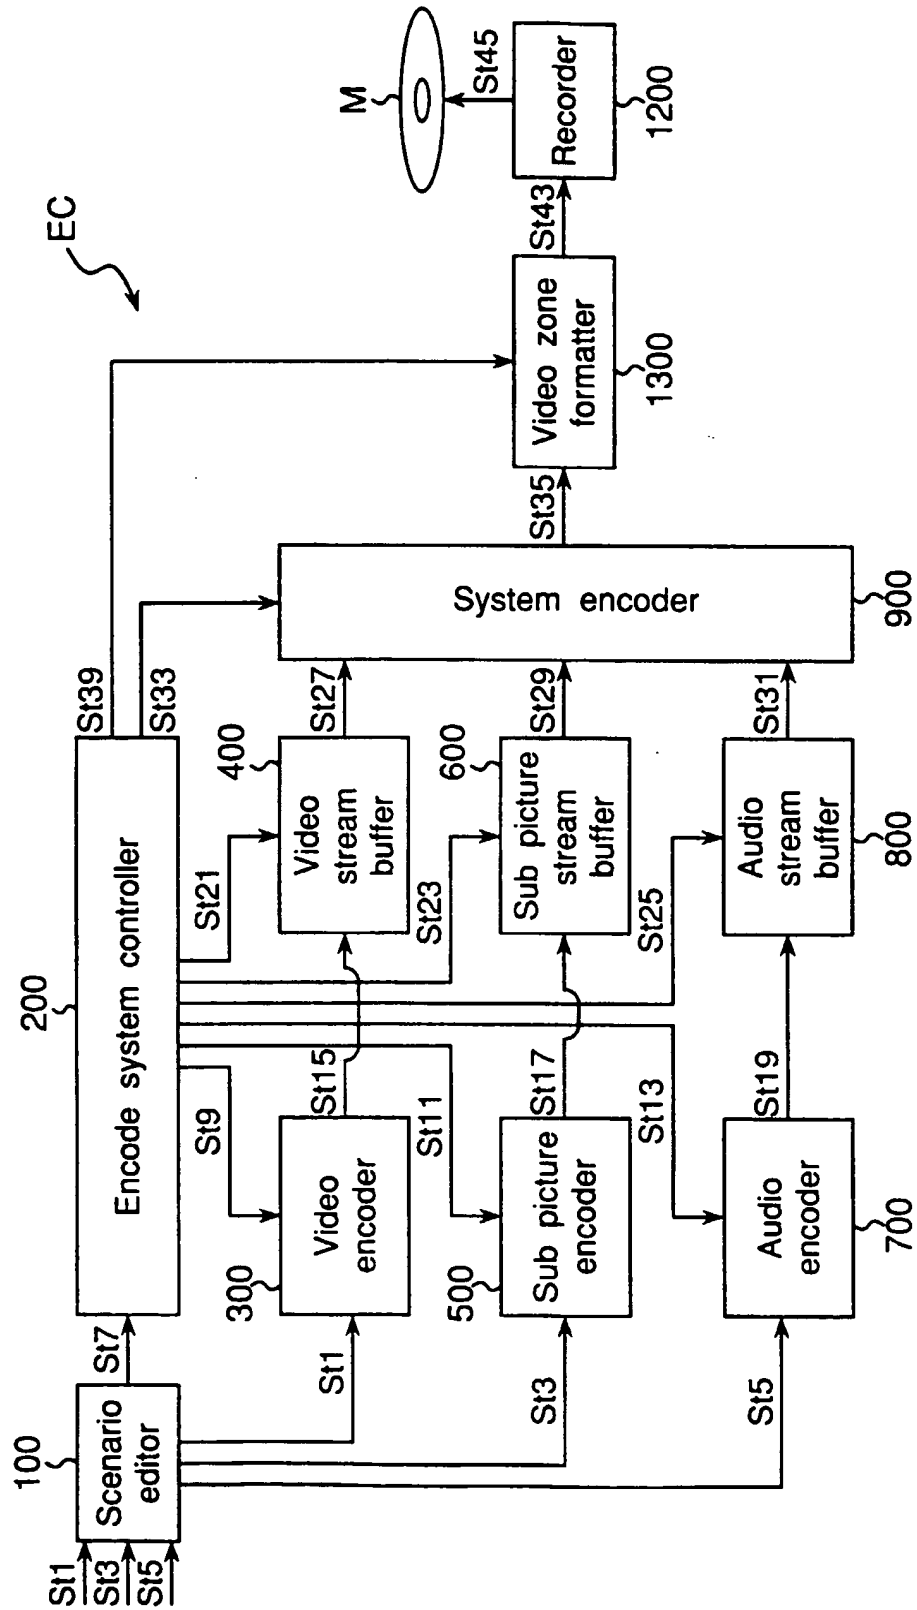 EC
100
Scenario
editor
St1
St3
St5
St7
200
Encode system controller
St39
St33
St9
St21
St11
St23
St13
St25
St1
300
Video
encoder
St15
400
Video
stream
buffer
St27
St3
500
Sub picture
encoder
St17
600
Sub picture
stream
buffer
St29
St5
Audio
encoder
700
St19
Audio
stream
buffer
800
St31
System encoder
900
St35
Video zone
formatter
1300
St43
Recorder
1200
St45
M